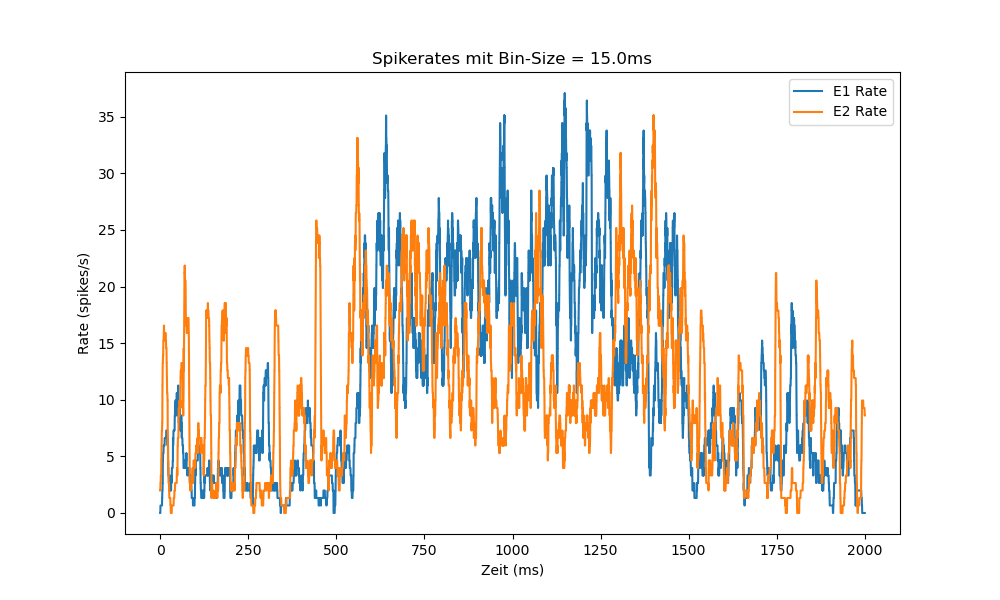 Spikerates mit Bin-Size = 15.0ms
E1 Rate
E2 Rate
Rate (spikes/s)
35
30
25
20
15
10
5
0
0 250 500 750 1000 1250 1500 1750 2000
Zeit (ms)